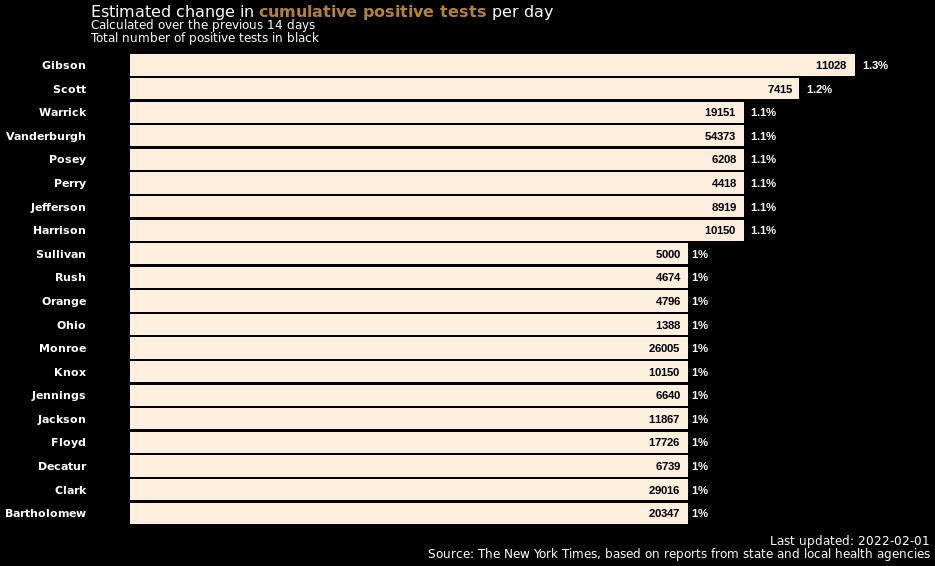 Estimated change in cumulative positive tests per day
Calculated over the previous 14 days
Total number of positive tests in black
Gibson 11028 1.3%
Scott 7415 1.2%
Warrick 19151 1.1%
Vanderburgh 54373 1.1%
Posey 6208 1.1%
Perry 4418 1.1%
Jefferson 8919 1.1%
Harrison 10150 1.1%
Sullivan 5000 1%
Rush 4674 1%
Orange 4796 1%
Ohio 1388 1%
Monroe 26005 1%
Knox 10150 1%
Jennings 6640 1%
Jackson 11867 1%
Floyd 17726 1%
Decatur 6739 1%
Clark 29016 1%
Bartholomew 20347 1%
Last updated: 2022-02-01
Source: The New York Times, based on reports from state and local health agencies